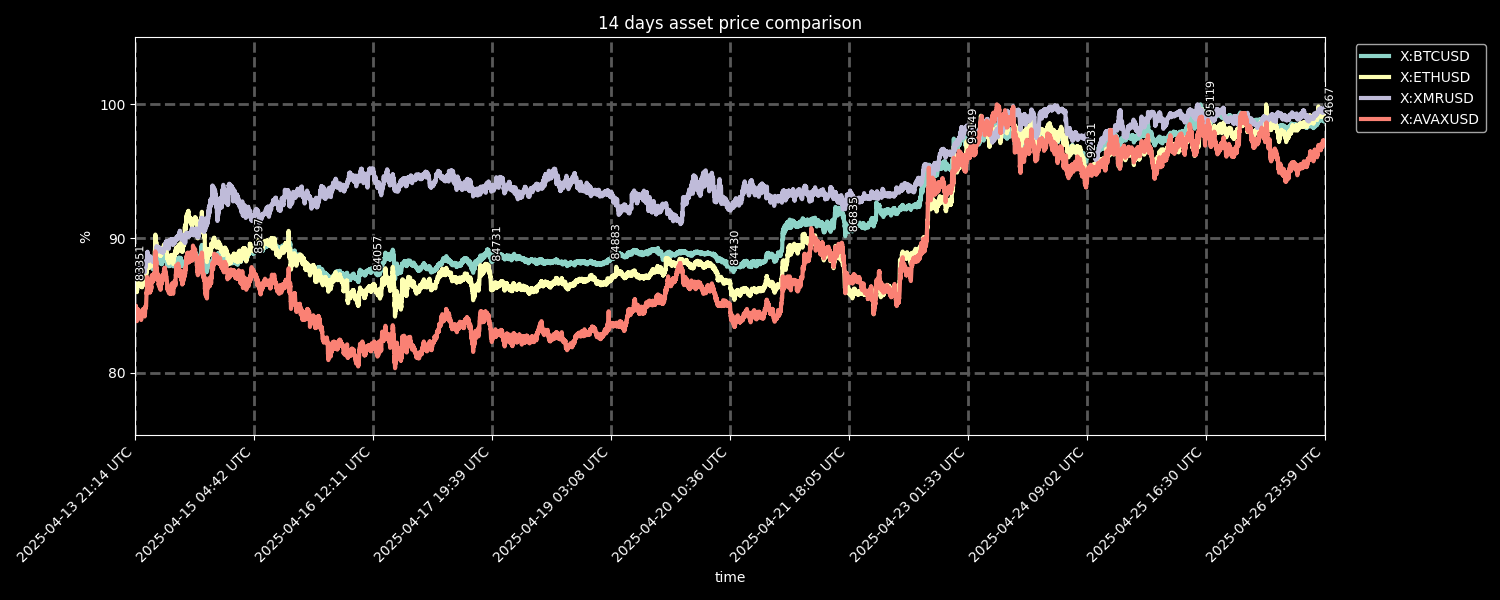 14 days asset price comparison
X:BTCUSD
X:ETHUSD
X:XMRUSD
X:AVAXUSD
%
100
90
80
83351
85297
84057
84731
84883
84430
86835
93149
92131
95119
94667
2025-04-13 21:14 UTC
2025-04-15 04:42 UTC
2025-04-16 12:11 UTC
2025-04-17 19:39 UTC
2025-04-19 03:08 UTC
2025-04-20 10:36 UTC
2025-04-21 18:05 UTC
2025-04-23 01:33 UTC
2025-04-24 09:02 UTC
2025-04-25 16:30 UTC
2025-04-26 23:59 UTC
time